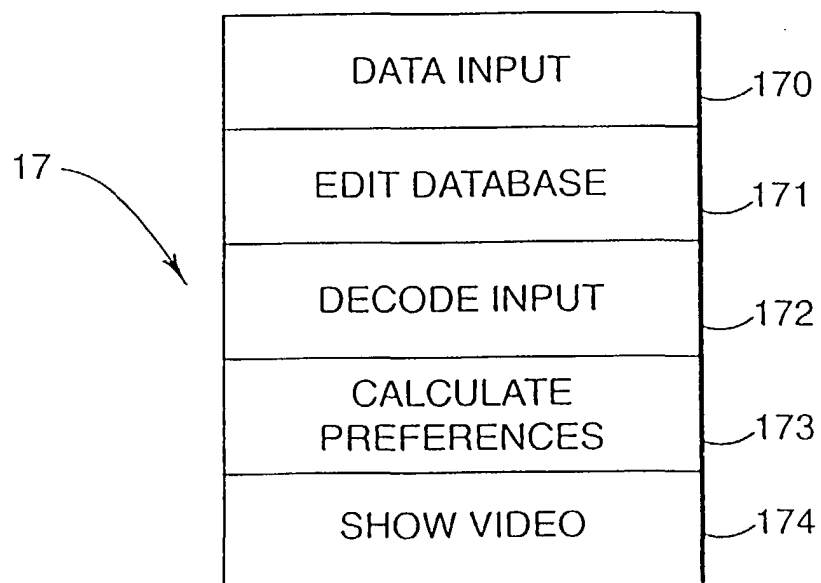 DATA INPUT
170
17
EDIT DATABASE
171
DECODE INPUT
172
CALCULATE
PREFERENCES
173
SHOW VIDEO
174